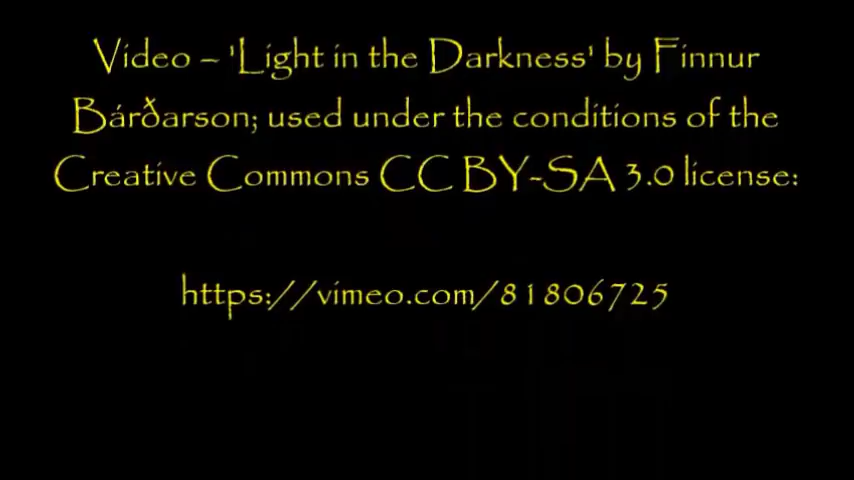 Video – 'Light in the Darkness' by Finnur
Bárðarson; used under the conditions of the
Creative Commons CC BY-SA 3.0 license:
https://vimeo.com/81806725